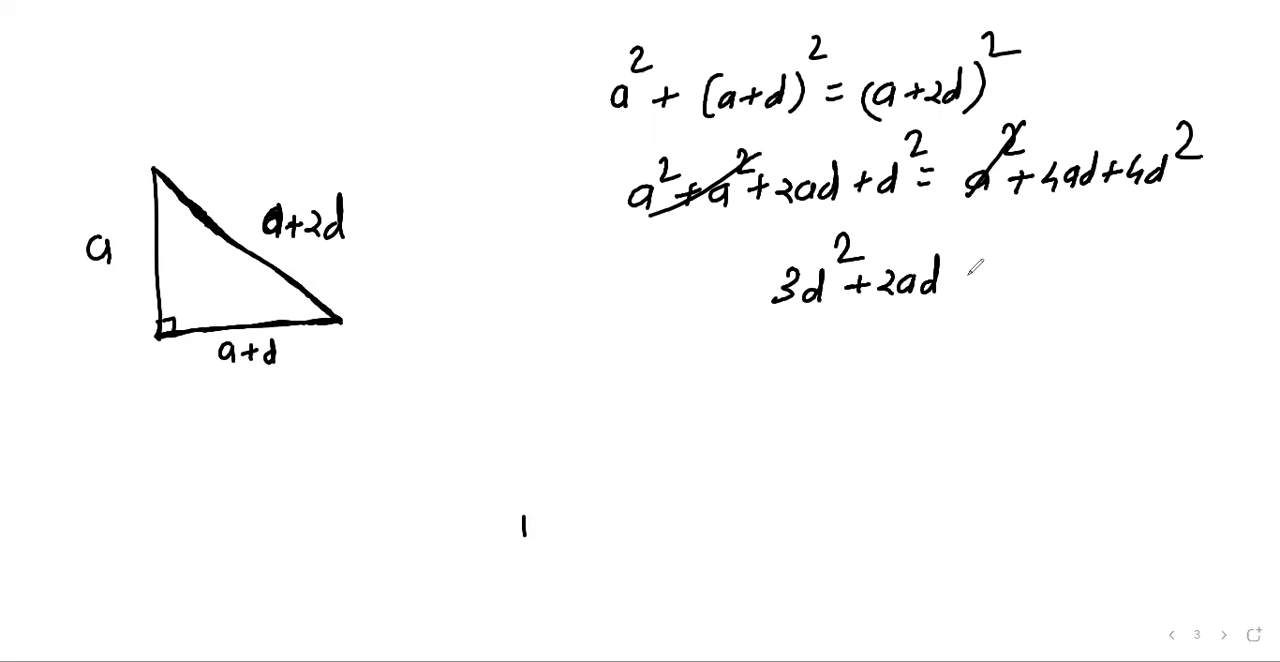 a² + (a+d)² = (a+2d)²
a² + a² + 2ad + d² = a² + 4ad + 4d²
a
a+2d
3d² + 2ad
a+d
1
3